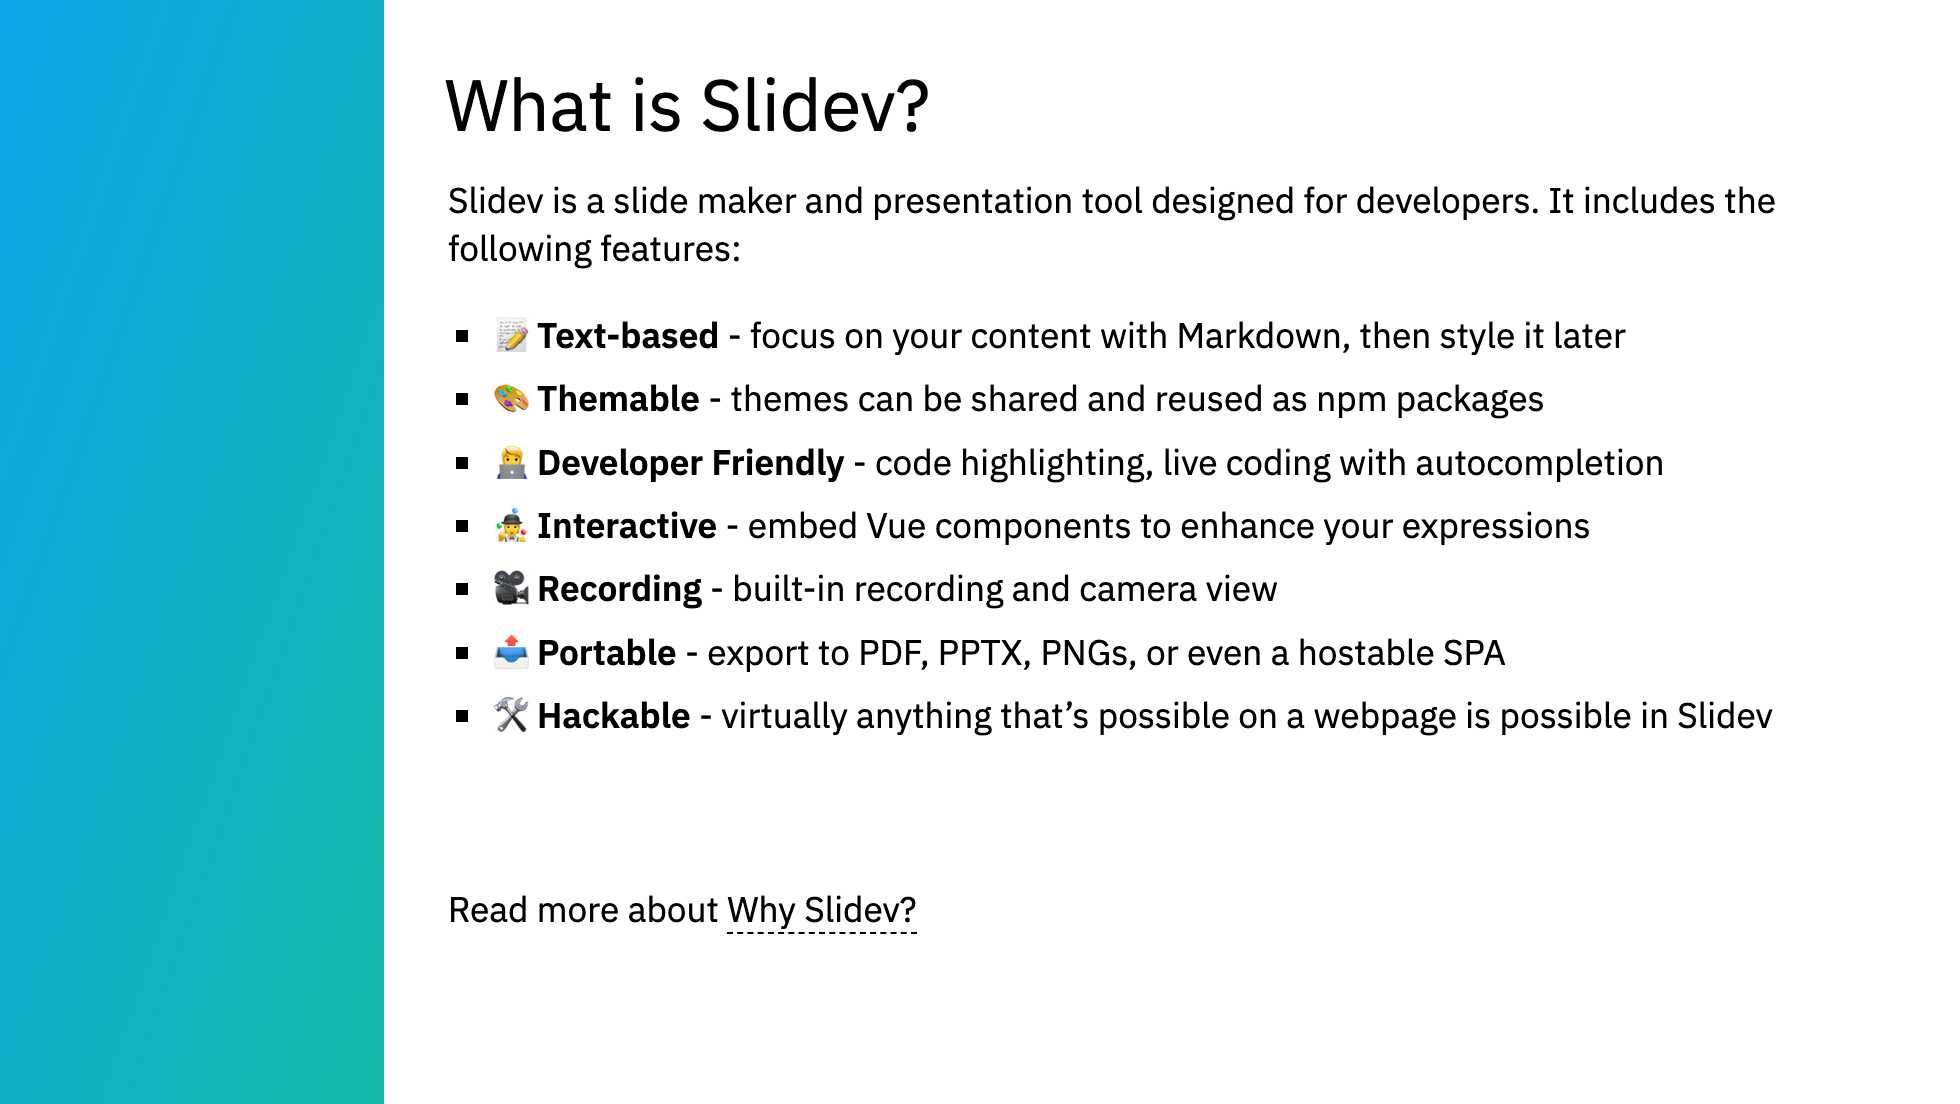 What is Slidev?
Slidev is a slide maker and presentation tool designed for developers. It includes the
following features:
📝 Text-based - focus on your content with Markdown, then style it later
🎨 Themable - themes can be shared and reused as npm packages
🧑‍💻 Developer Friendly - code highlighting, live coding with autocompletion
🤹 Interactive - embed Vue components to enhance your expressions
🎥 Recording - built-in recording and camera view
📤 Portable - export to PDF, PPTX, PNGs, or even a hostable SPA
🛠 Hackable - virtually anything that’s possible on a webpage is possible in Slidev
Read more about Why Slidev?